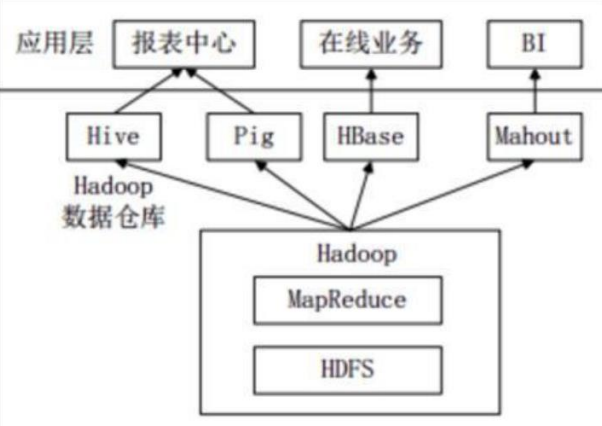 应用层
报表中心
在线业务
BI
Hive
Pig
HBase
Mahout
Hadoop
数据仓库
Hadoop
MapReduce
HDFS